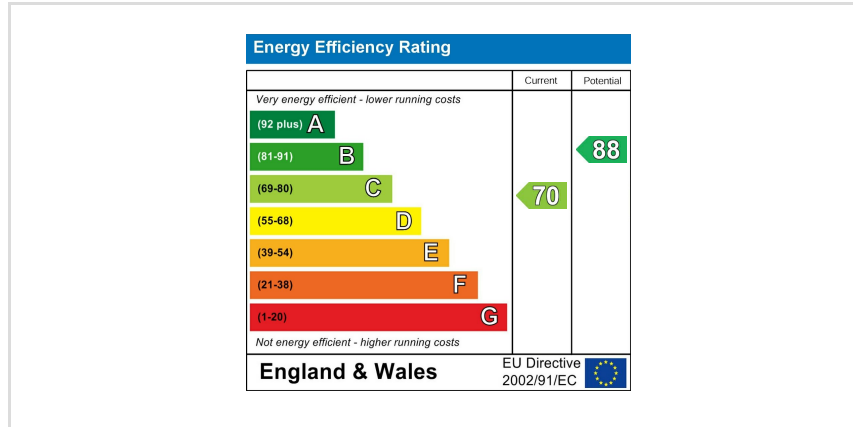 Energy Efficiency Rating
Current Potential
Very energy efficient - lower running costs
(92 plus) A
(81-91) B
88
(69-80) C
70
(55-68) D
(39-54) E
(21-38) F
(1-20) G
Not energy efficient - higher running costs
England & Wales
EU Directive
2002/91/EC